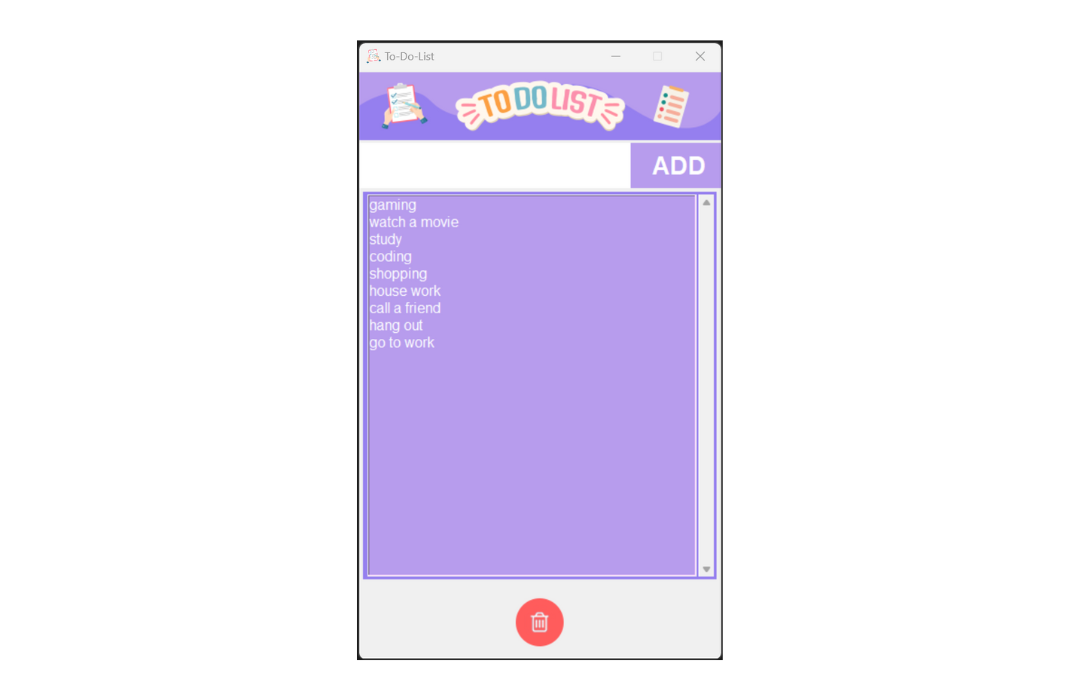 To-Do-List
TO DO LIST
ADD
gaming
watch a movie
study
coding
shopping
house work
call a friend
hang out
go to work